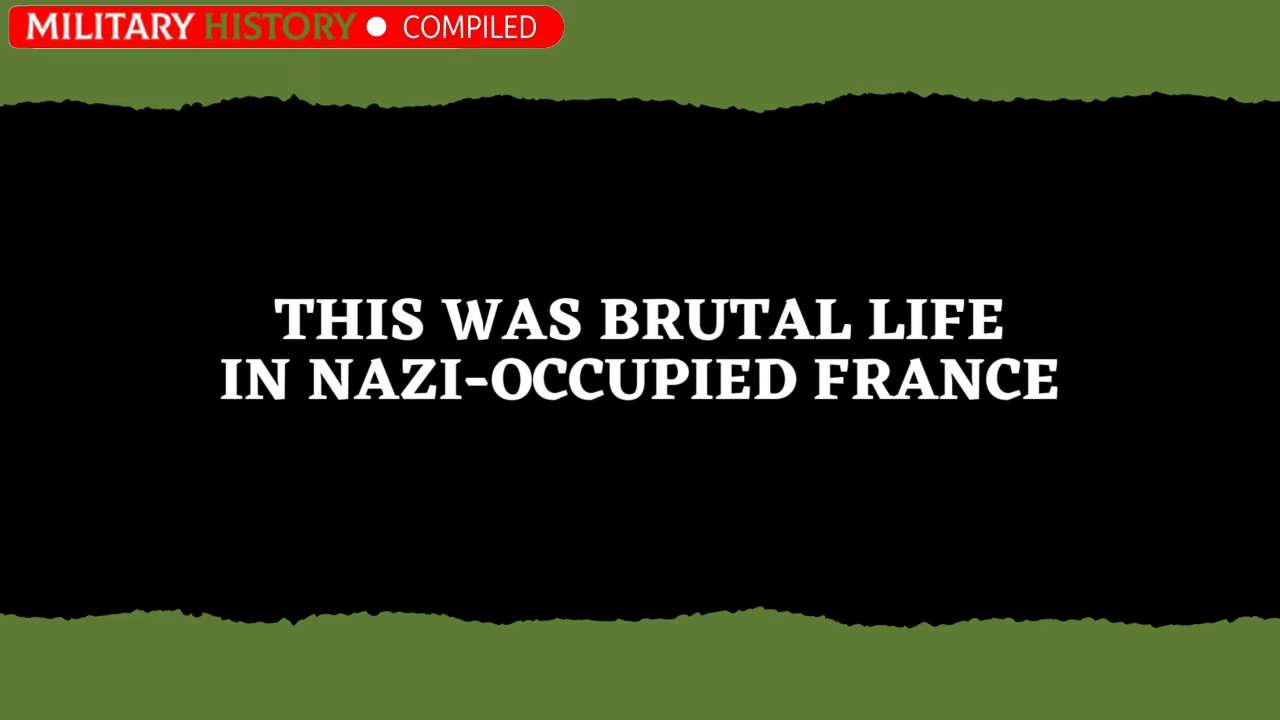 MILITARY HISTORY ● COMPILED
THIS WAS BRUTAL LIFE
IN NAZI-OCCUPIED FRANCE